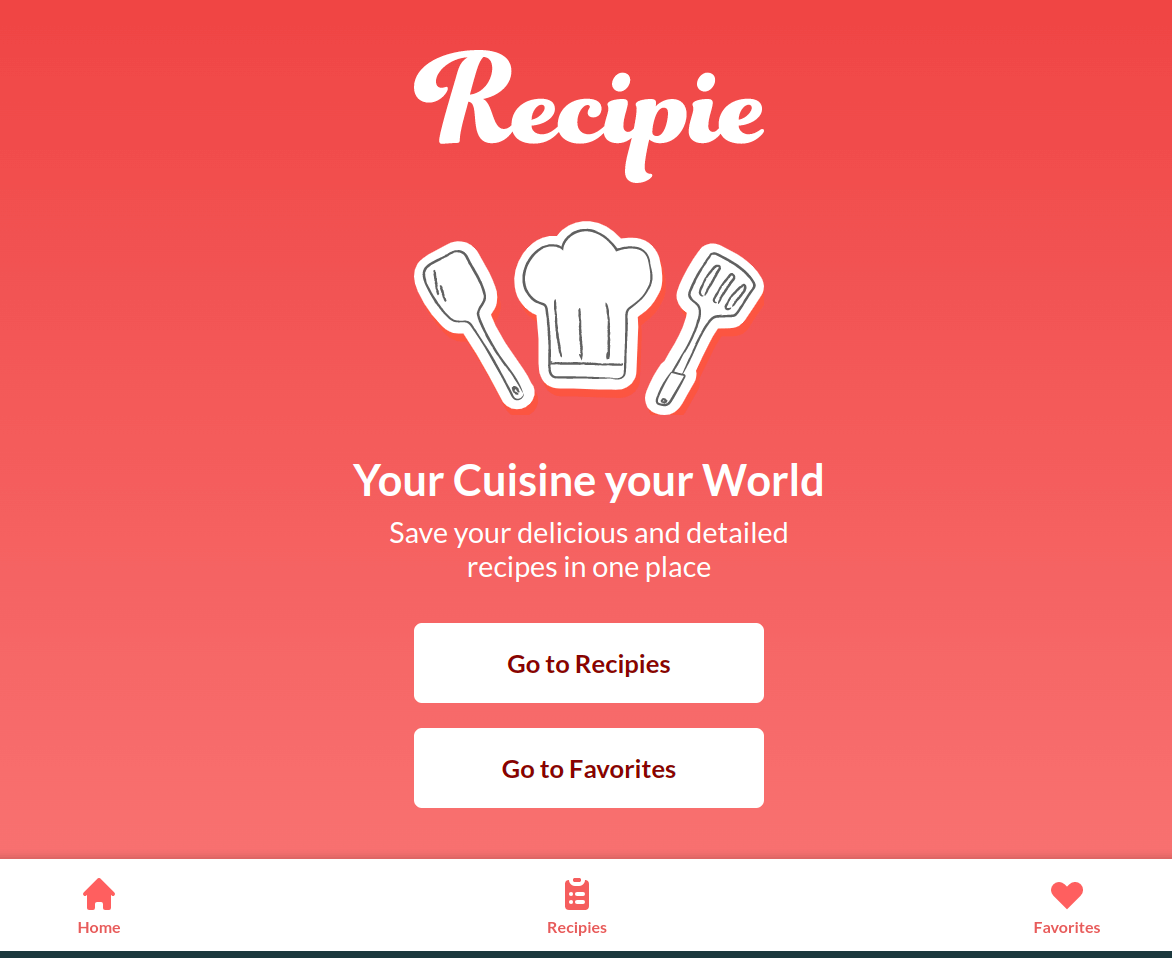 Recipie
Your Cuisine your World
Save your delicious and detailed
recipes in one place
Go to Recipies
Go to Favorites
Home
Recipies
Favorites